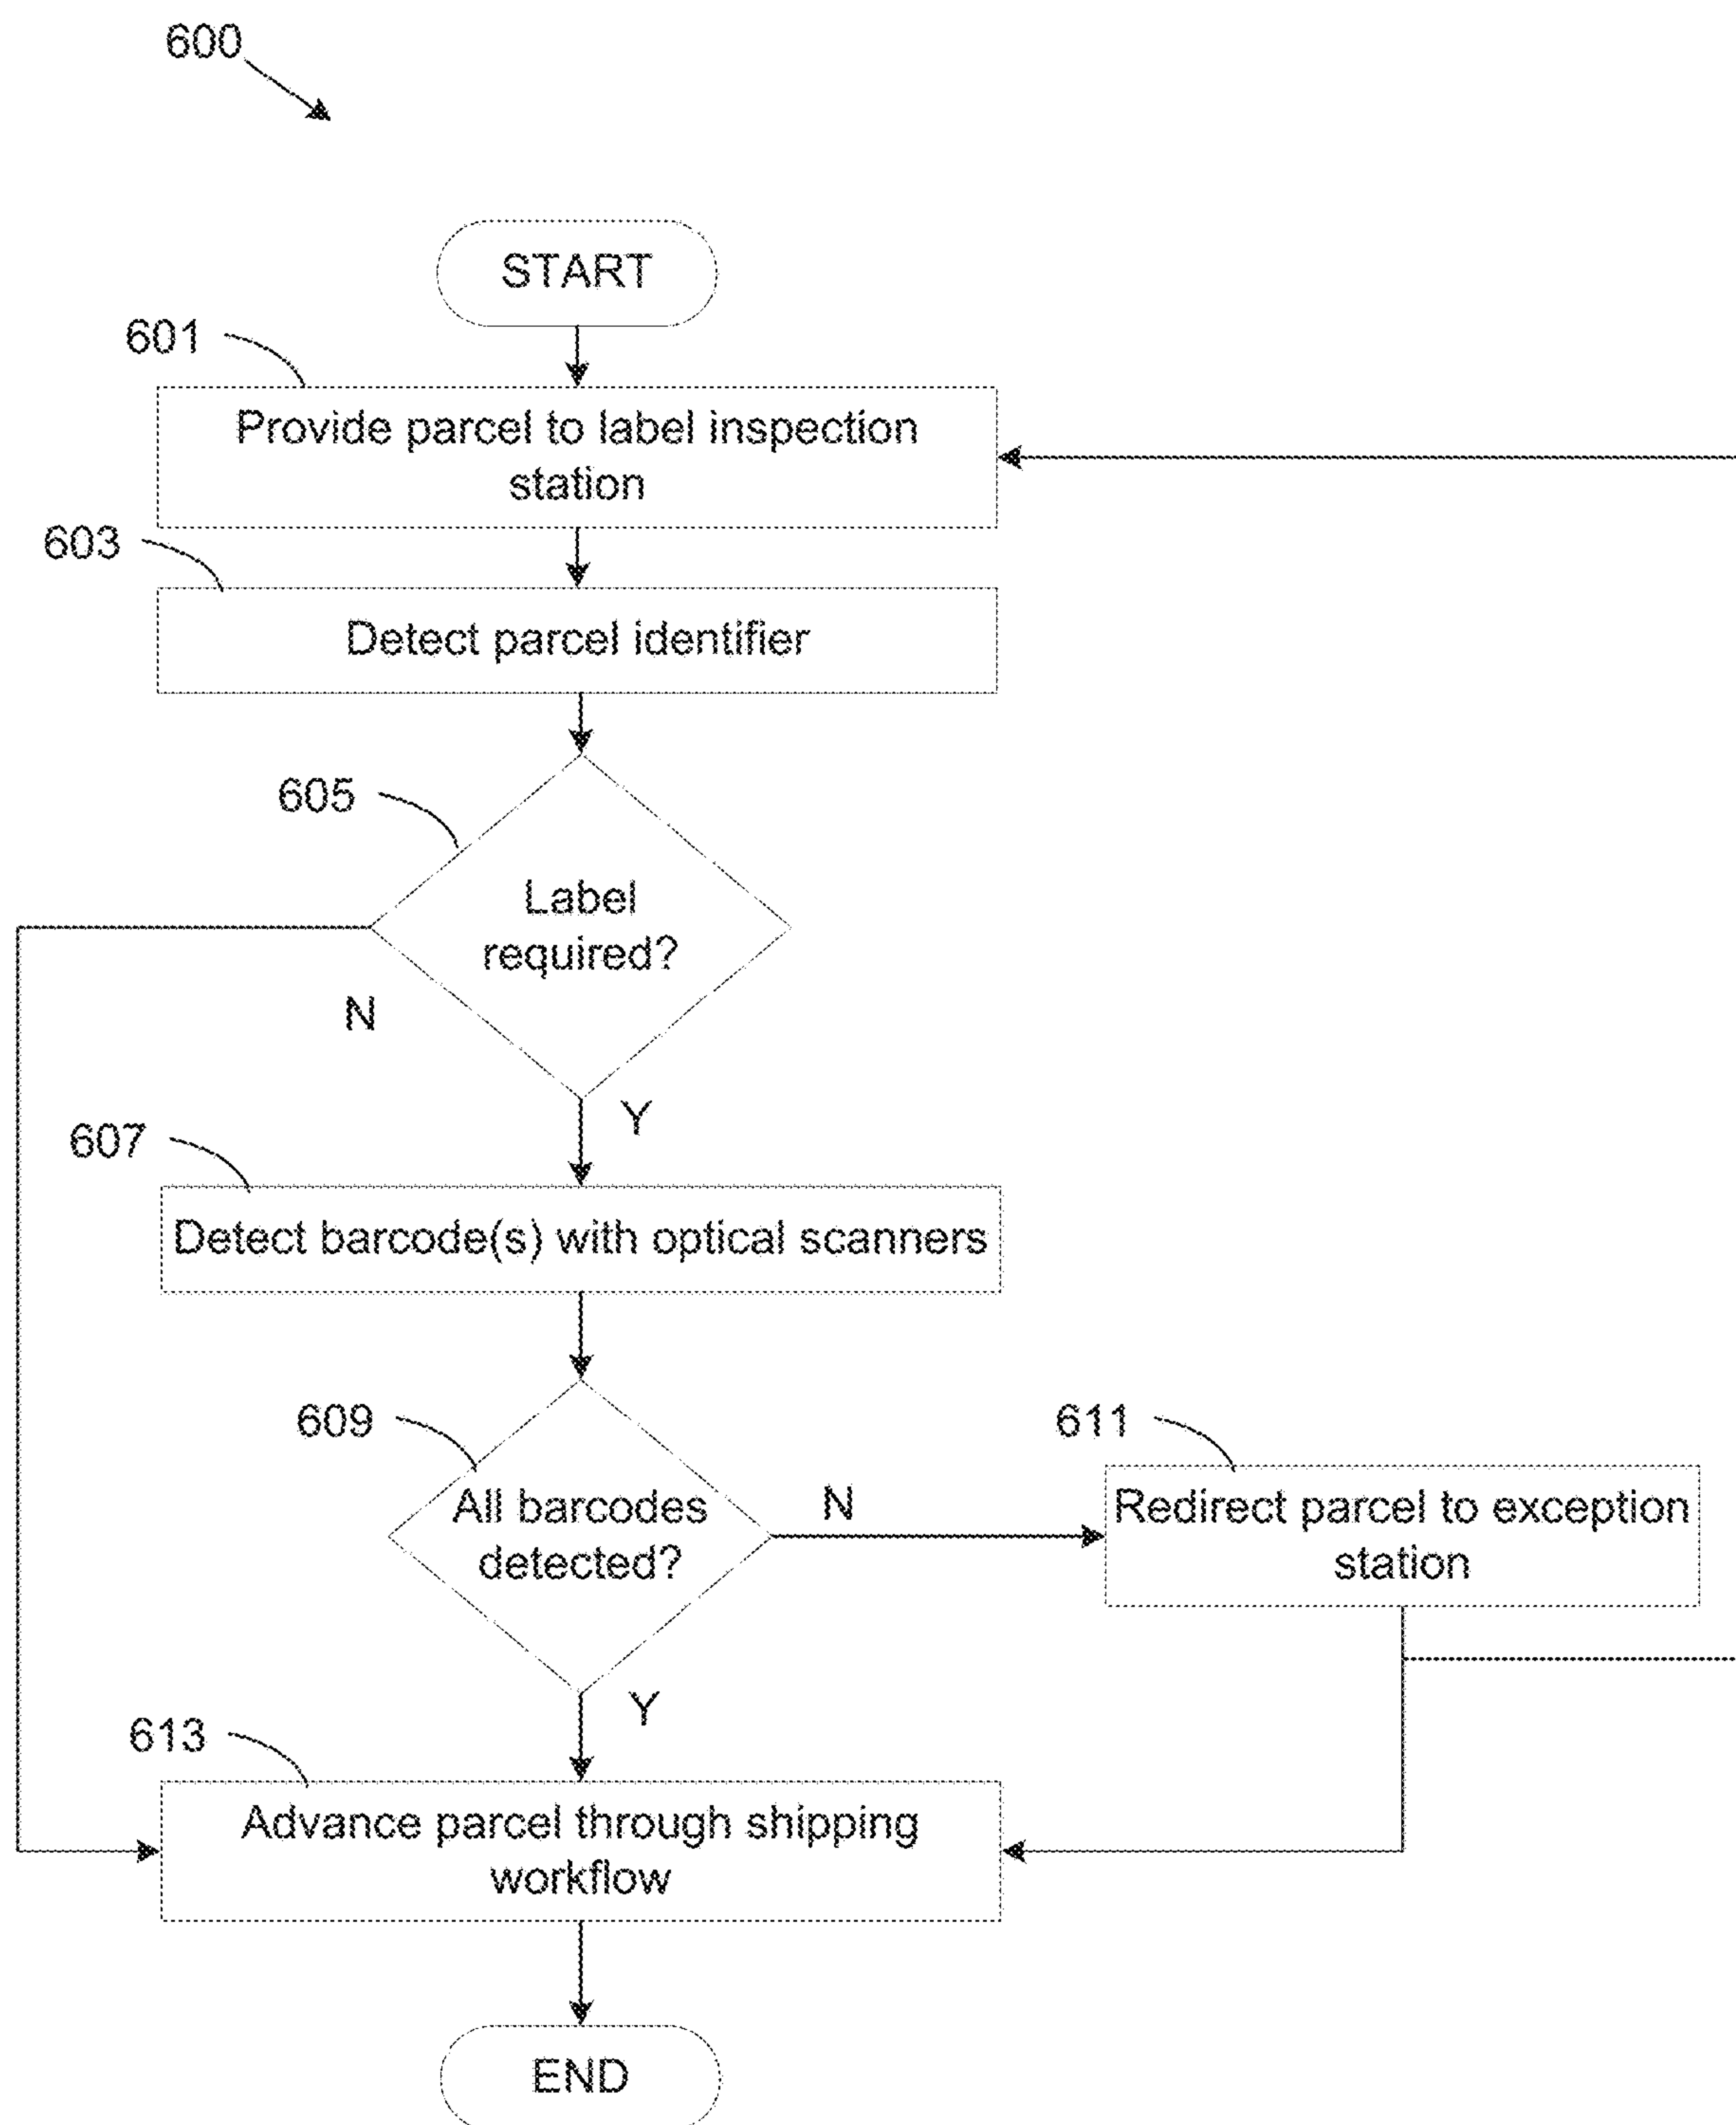 600
START
601
Provide parcel to label inspection
station
603
Detect parcel identifier
605
Label
required?
N
Y
607
Detect barcode(s) with optical scanners
609
611
All barcodes
detected?
N
Redirect parcel to exception
station
Y
613
Advance parcel through shipping
workflow
END